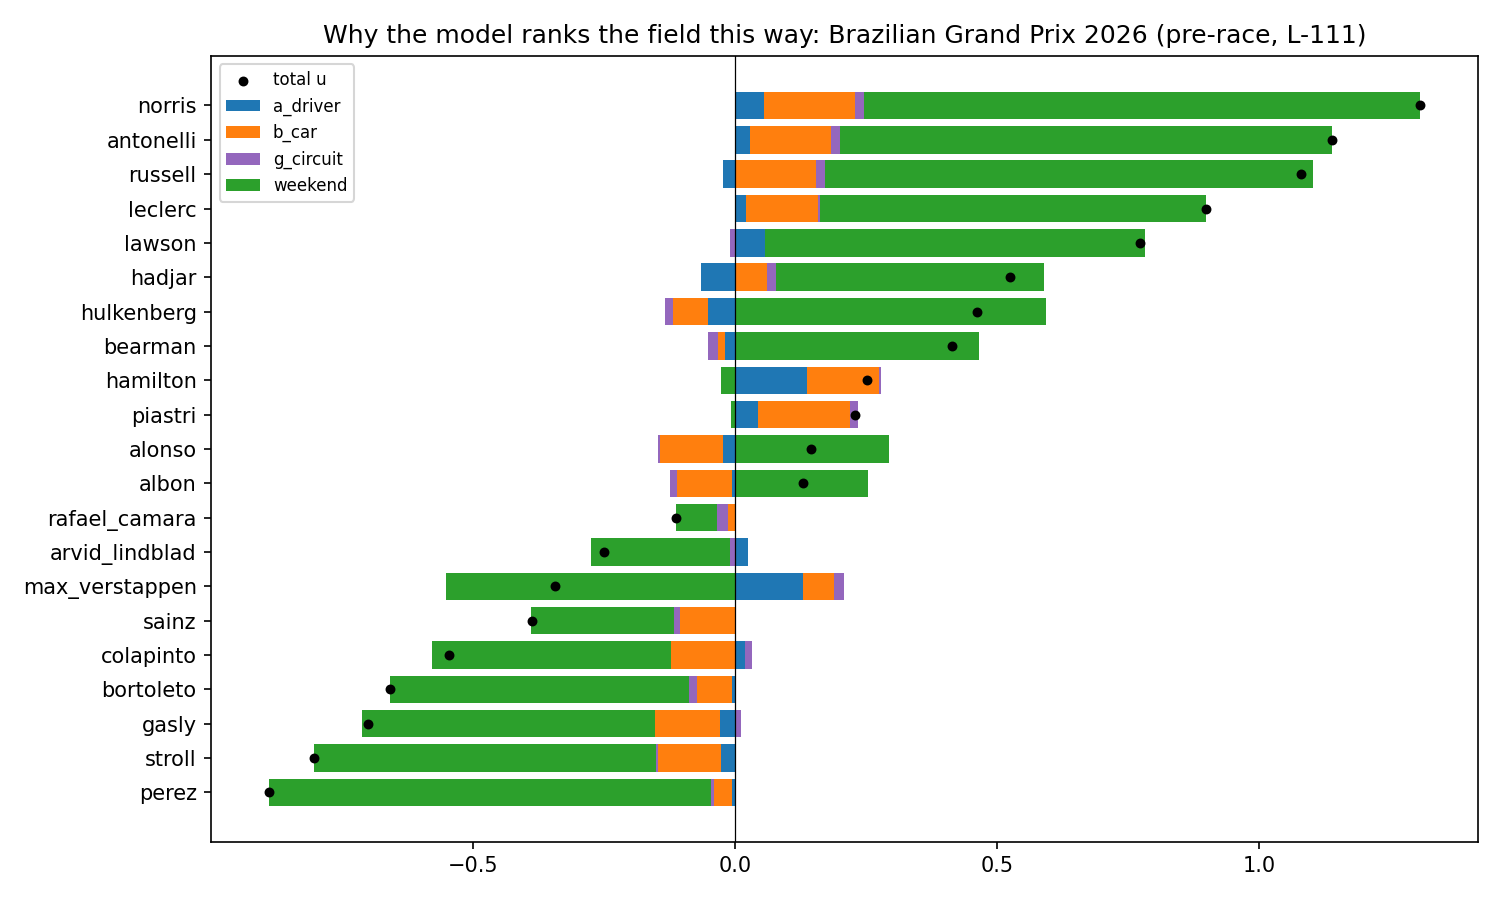 Why the model ranks the field this way: Brazilian Grand Prix 2026 (pre-race, L-111)
total u
a_driver
b_car
g_circuit
weekend
norris
antonelli
russell
leclerc
lawson
hadjar
hulkenberg
bearman
hamilton
piastri
alonso
albon
rafael_camara
arvid_lindblad
max_verstappen
sainz
colapinto
bortoleto
gasly
stroll
perez
−0.5 0.0 0.5 1.0